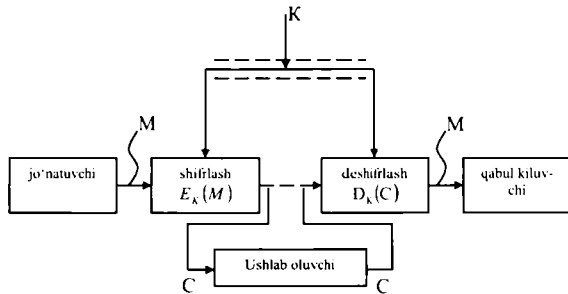 K
M
M
jo'natuvchi
shifrlash
E_K(M)
deshifrlash
D_K(C)
qabul kiluv-
chi
Ushlab oluvchi
C
C